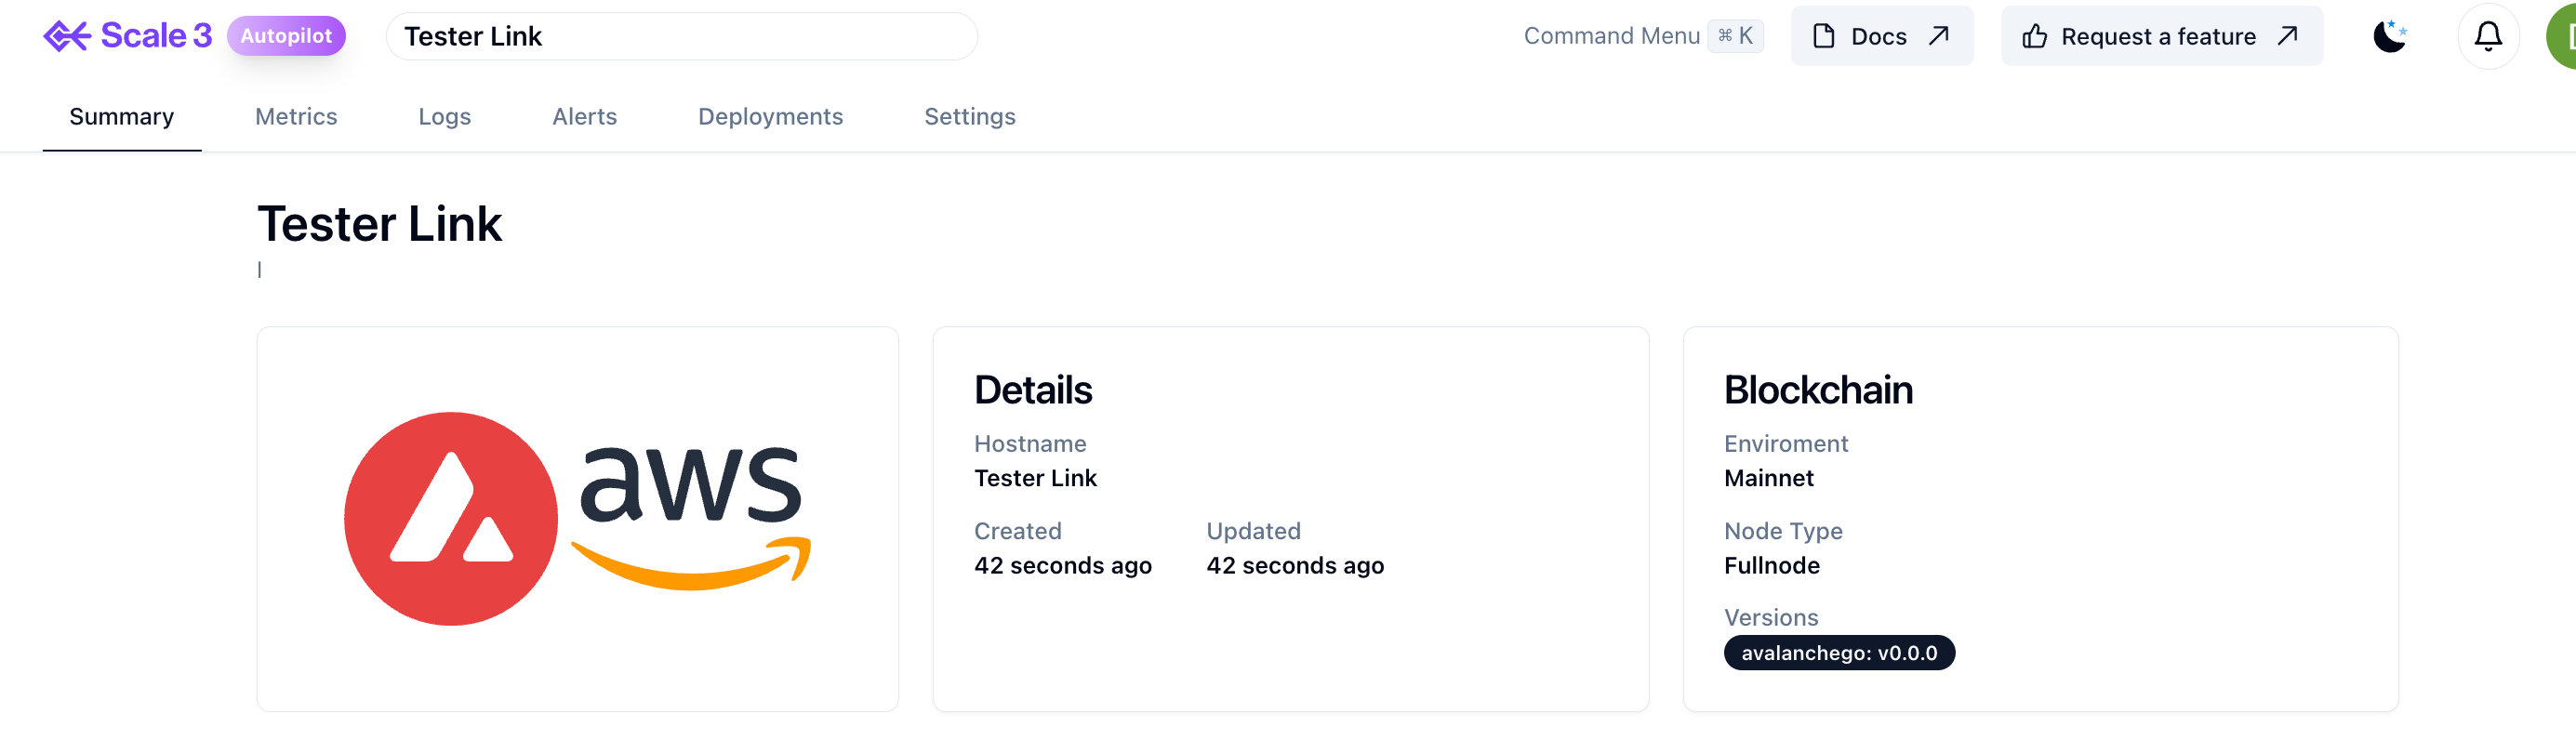 Scale 3 Autopilot Tester Link Command Menu ⌘ K Docs Request a feature
Summary Metrics Logs Alerts Deployments Settings
Tester Link
|
aws
Details
Hostname
Tester Link
Created Updated
42 seconds ago 42 seconds ago
Blockchain
Enviroment
Mainnet
Node Type
Fullnode
Versions
avalanchego: v0.0.0